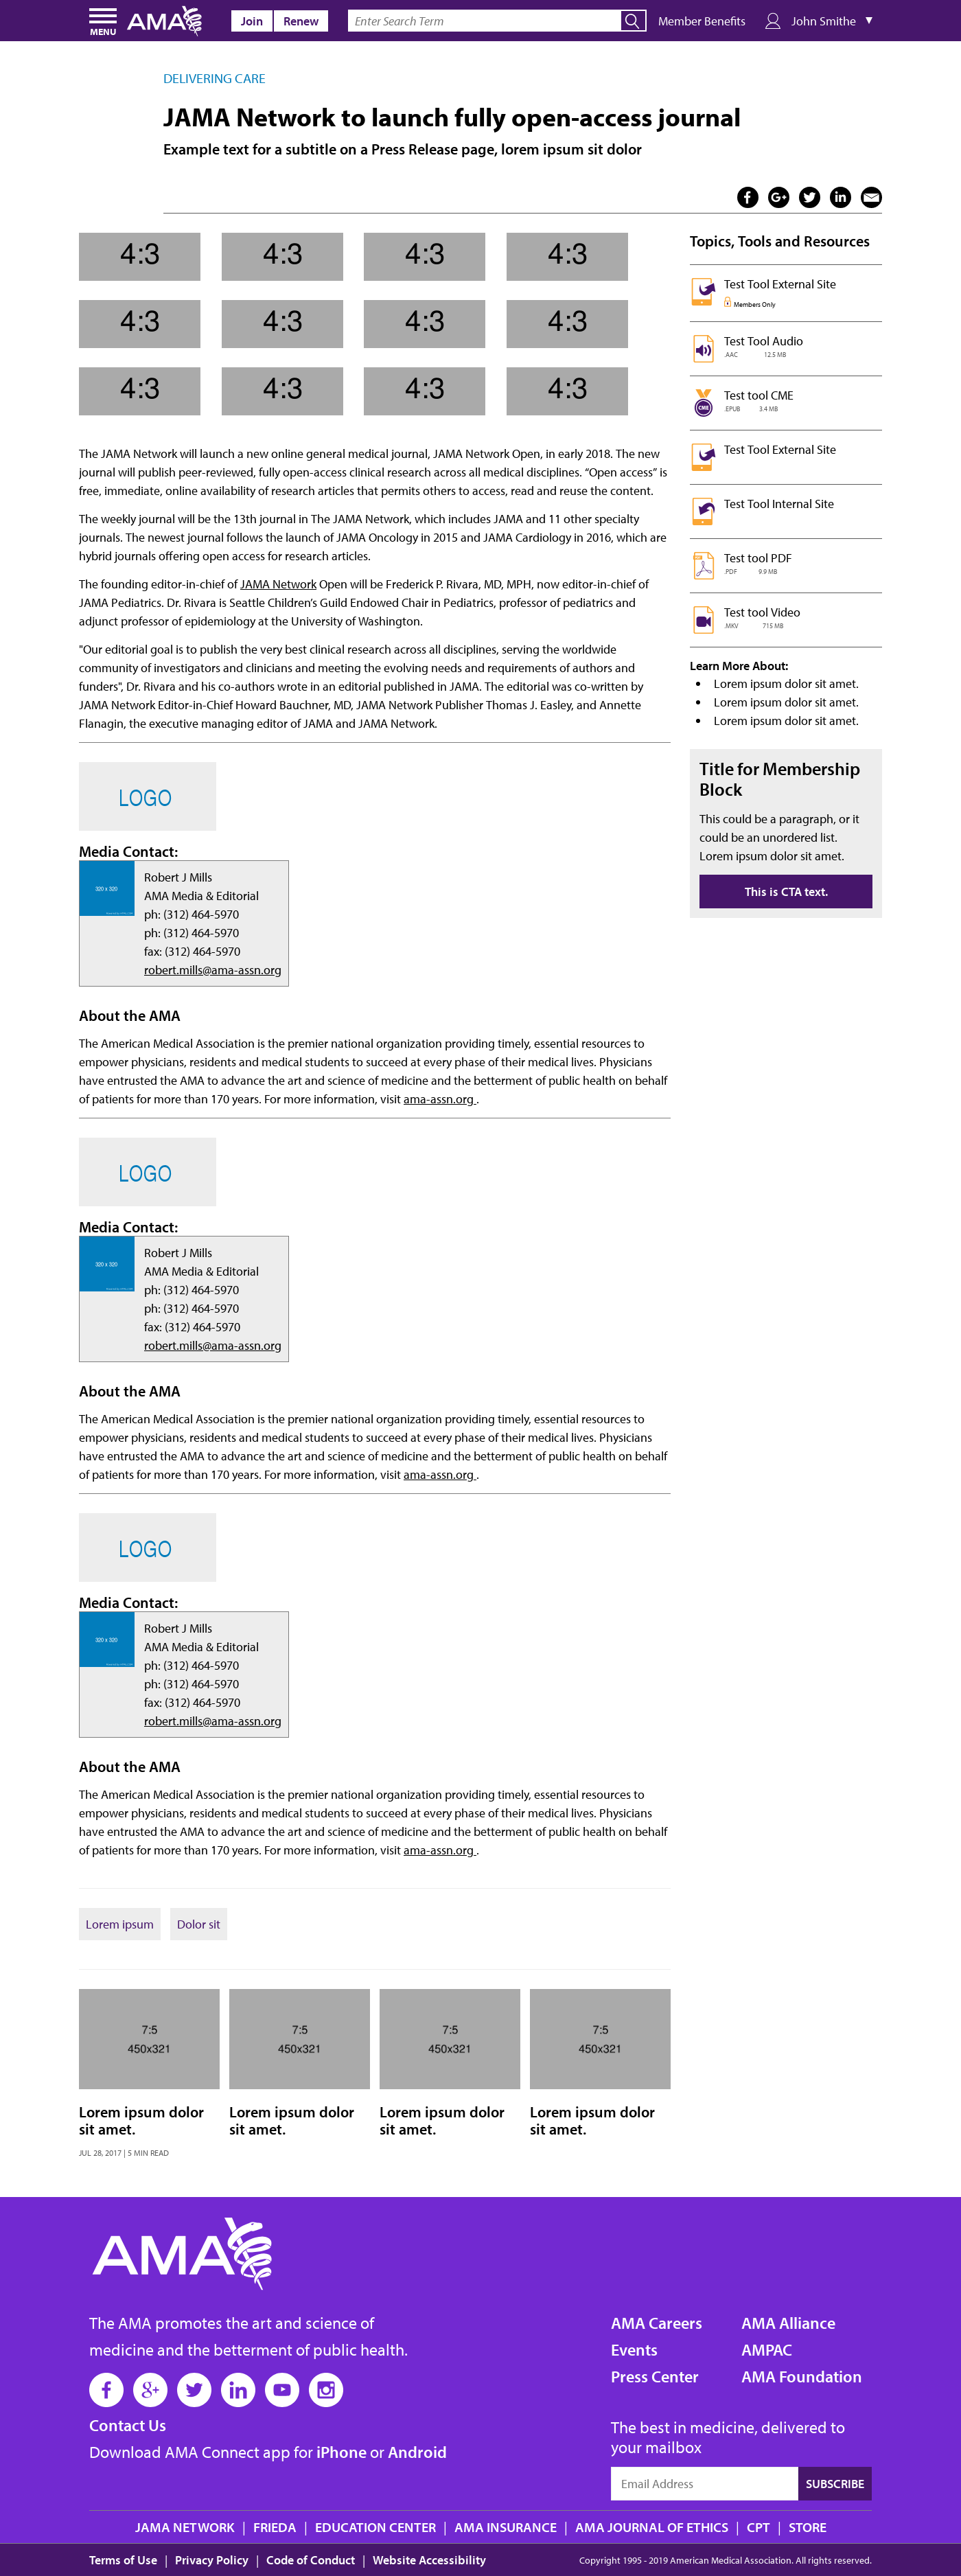 MENU
AMA
Join
Renew
Enter Search Term
Member Benefits
John Smithe
DELIVERING CARE
JAMA Network to launch fully open-access journal
Example text for a subtitle on a Press Release page, lorem ipsum sit dolor
4:3 4:3 4:3 4:3
4:3 4:3 4:3 4:3
4:3 4:3 4:3 4:3
The JAMA Network will launch a new online general medical journal, JAMA Network Open, in early 2018. The new
journal will publish peer-reviewed, fully open-access clinical research across all medical disciplines. “Open access” is
free, immediate, online availability of research articles that permits others to access, read and reuse the content.
The weekly journal will be the 13th journal in The JAMA Network, which includes JAMA and 11 other specialty
journals. The newest journal follows the launch of JAMA Oncology in 2015 and JAMA Cardiology in 2016, which are
hybrid journals offering open access for research articles.
The founding editor-in-chief of JAMA Network Open will be Frederick P. Rivara, MD, MPH, now editor-in-chief of
JAMA Pediatrics. Dr. Rivara is Seattle Children’s Guild Endowed Chair in Pediatrics, professor of pediatrics and
adjunct professor of epidemiology at the University of Washington.
"Our editorial goal is to publish the very best clinical research across all disciplines, serving the worldwide
community of investigators and clinicians and meeting the evolving needs and requirements of authors and
funders", Dr. Rivara and his co-authors wrote in an editorial published in JAMA. The editorial was co-written by
JAMA Network Editor-in-Chief Howard Bauchner, MD, JAMA Network Publisher Thomas J. Easley, and Annette
Flanagin, the executive managing editor of JAMA and JAMA Network.
LOGO
Media Contact:
320 x 320
Robert J Mills
AMA Media & Editorial
ph: (312) 464-5970
ph: (312) 464-5970
fax: (312) 464-5970
robert.mills@ama-assn.org
About the AMA
The American Medical Association is the premier national organization providing timely, essential resources to
empower physicians, residents and medical students to succeed at every phase of their medical lives. Physicians
have entrusted the AMA to advance the art and science of medicine and the betterment of public health on behalf
of patients for more than 170 years. For more information, visit ama-assn.org .
LOGO
Media Contact:
320 x 320
Robert J Mills
AMA Media & Editorial
ph: (312) 464-5970
ph: (312) 464-5970
fax: (312) 464-5970
robert.mills@ama-assn.org
About the AMA
The American Medical Association is the premier national organization providing timely, essential resources to
empower physicians, residents and medical students to succeed at every phase of their medical lives. Physicians
have entrusted the AMA to advance the art and science of medicine and the betterment of public health on behalf
of patients for more than 170 years. For more information, visit ama-assn.org .
LOGO
Media Contact:
320 x 320
Robert J Mills
AMA Media & Editorial
ph: (312) 464-5970
ph: (312) 464-5970
fax: (312) 464-5970
robert.mills@ama-assn.org
About the AMA
The American Medical Association is the premier national organization providing timely, essential resources to
empower physicians, residents and medical students to succeed at every phase of their medical lives. Physicians
have entrusted the AMA to advance the art and science of medicine and the betterment of public health on behalf
of patients for more than 170 years. For more information, visit ama-assn.org .
Lorem ipsum
Dolor sit
7:5 7:5 7:5 7:5
450x321 450x321 450x321 450x321
Lorem ipsum dolor
sit amet.
JUL 28, 2017 | 5 MIN READ
Lorem ipsum dolor
sit amet.
Lorem ipsum dolor
sit amet.
Lorem ipsum dolor
sit amet.
Topics, Tools and Resources
Test Tool External Site
Members Only
Test Tool Audio
.AAC 12.5 MB
CME
Test tool CME
.EPUB 3.4 MB
Test Tool External Site
Test Tool Internal Site
Test tool PDF
.PDF 9.9 MB
Test tool Video
.MKV 715 MB
Learn More About:
Lorem ipsum dolor sit amet.
Lorem ipsum dolor sit amet.
Lorem ipsum dolor sit amet.
Title for Membership
Block
This could be a paragraph, or it
could be an unordered list.
Lorem ipsum dolor sit amet.
This is CTA text.
AMA
The AMA promotes the art and science of
medicine and the betterment of public health.
Contact Us
Download AMA Connect app for iPhone or Android
AMA Careers
Events
Press Center
AMA Alliance
AMPAC
AMA Foundation
The best in medicine, delivered to
your mailbox
Email Address
SUBSCRIBE
JAMA NETWORK | FRIEDA | EDUCATION CENTER | AMA INSURANCE | AMA JOURNAL OF ETHICS | CPT | STORE
Terms of Use | Privacy Policy | Code of Conduct | Website Accessibility
Copyright 1995 - 2019 American Medical Association. All rights reserved.